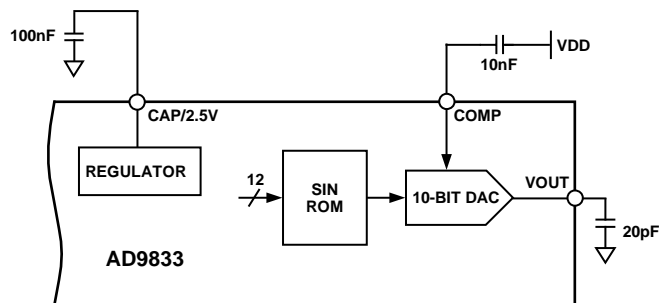 100nF
10nF
VDD
CAP/2.5V
COMP
REGULATOR
12
SIN
ROM
10-BIT DAC
VOUT
20pF
AD9833